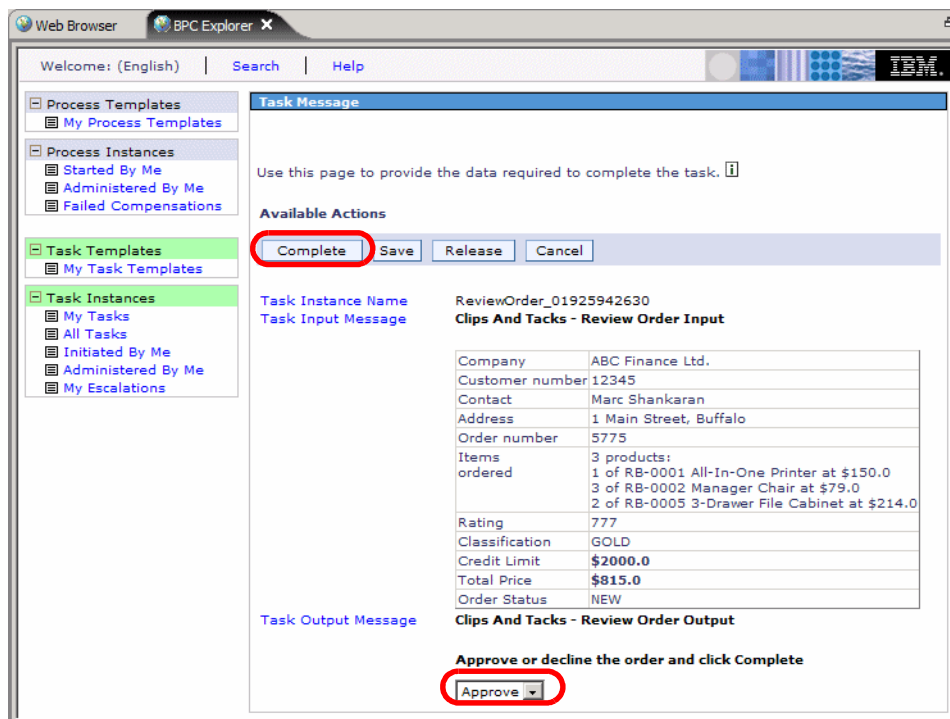 Web Browser BPC Explorer
Welcome: (English) | Search | Help IBM.
Process Templates
My Process Templates
Process Instances
Started By Me
Administered By Me
Failed Compensations
Task Templates
My Task Templates
Task Instances
My Tasks
All Tasks
Initiated By Me
Administered By Me
My Escalations
Task Message
Use this page to provide the data required to complete the task. i
Available Actions
Complete Save Release Cancel
Task Instance Name ReviewOrder_01925942630
Task Input Message Clips And Tacks - Review Order Input
Company ABC Finance Ltd.
Customer number 12345
Contact Marc Shankaran
Address 1 Main Street, Buffalo
Order number 5775
Items 3 products:
ordered 1 of RB-0001 All-In-One Printer at $150.0
3 of RB-0002 Manager Chair at $79.0
2 of RB-0005 3-Drawer File Cabinet at $214.0
Rating 777
Classification GOLD
Credit Limit $2000.0
Total Price $815.0
Order Status NEW
Task Output Message Clips And Tacks - Review Order Output
Approve or decline the order and click Complete
Approve